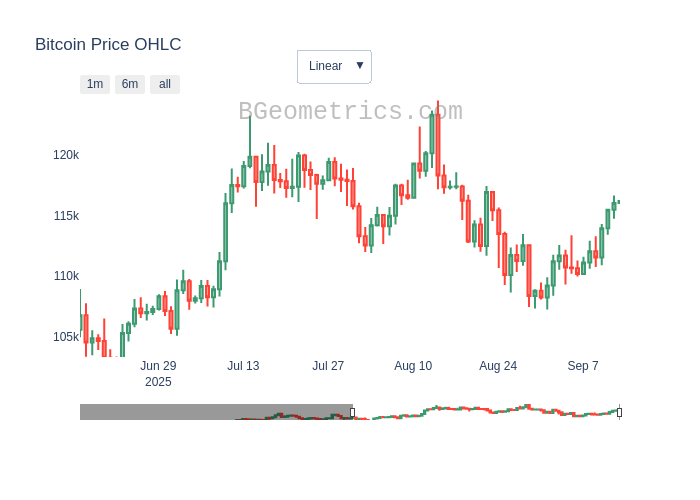 Bitcoin Price OHLC
Linear ▼
1m 6m all
BGeometrics.com
120k
115k
110k
105k
Jun 29 Jul 13 Jul 27 Aug 10 Aug 24 Sep 7
2025